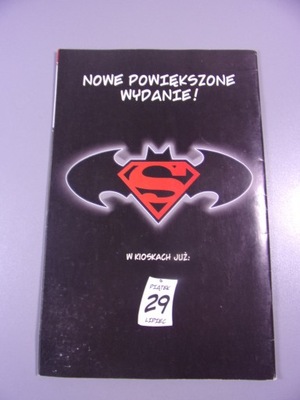 NOWE POWIĘKSZONE
WYDANIE!
S
W KIOSKACH JUŻ:
PIĄTEK
29
LIPIEC